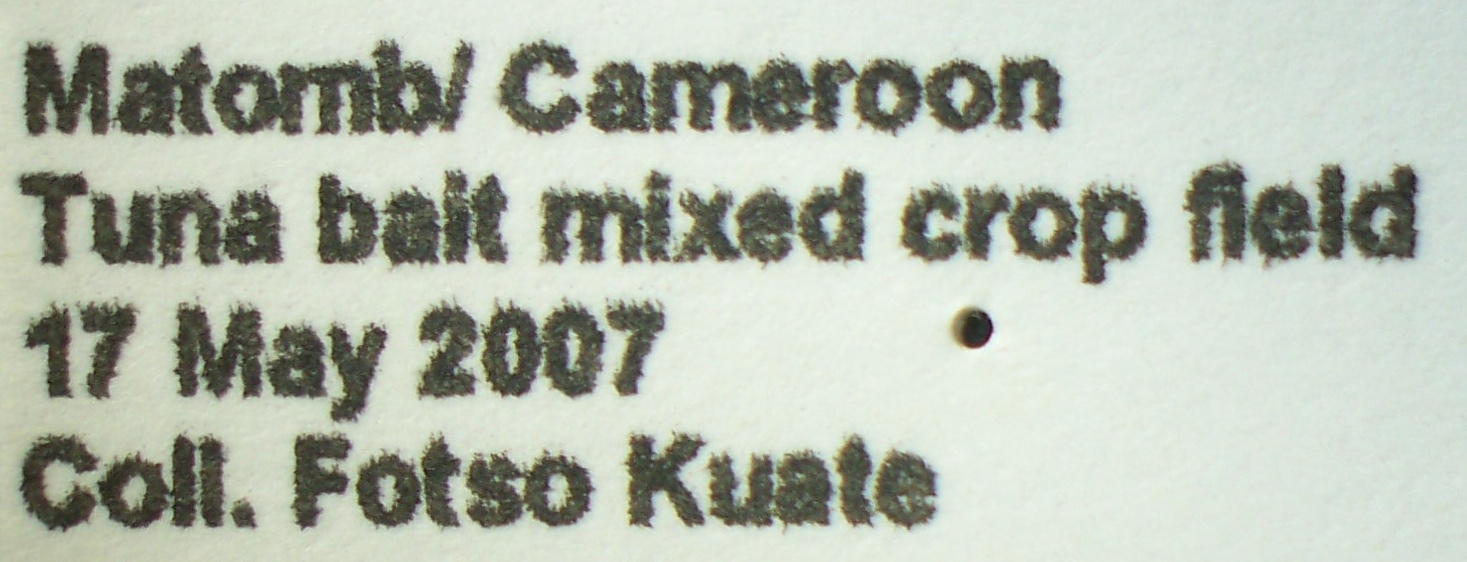 Matomb/ Cameroon
Tuna bait mixed crop field
17 May 2007
Coll. Fotso Kuate